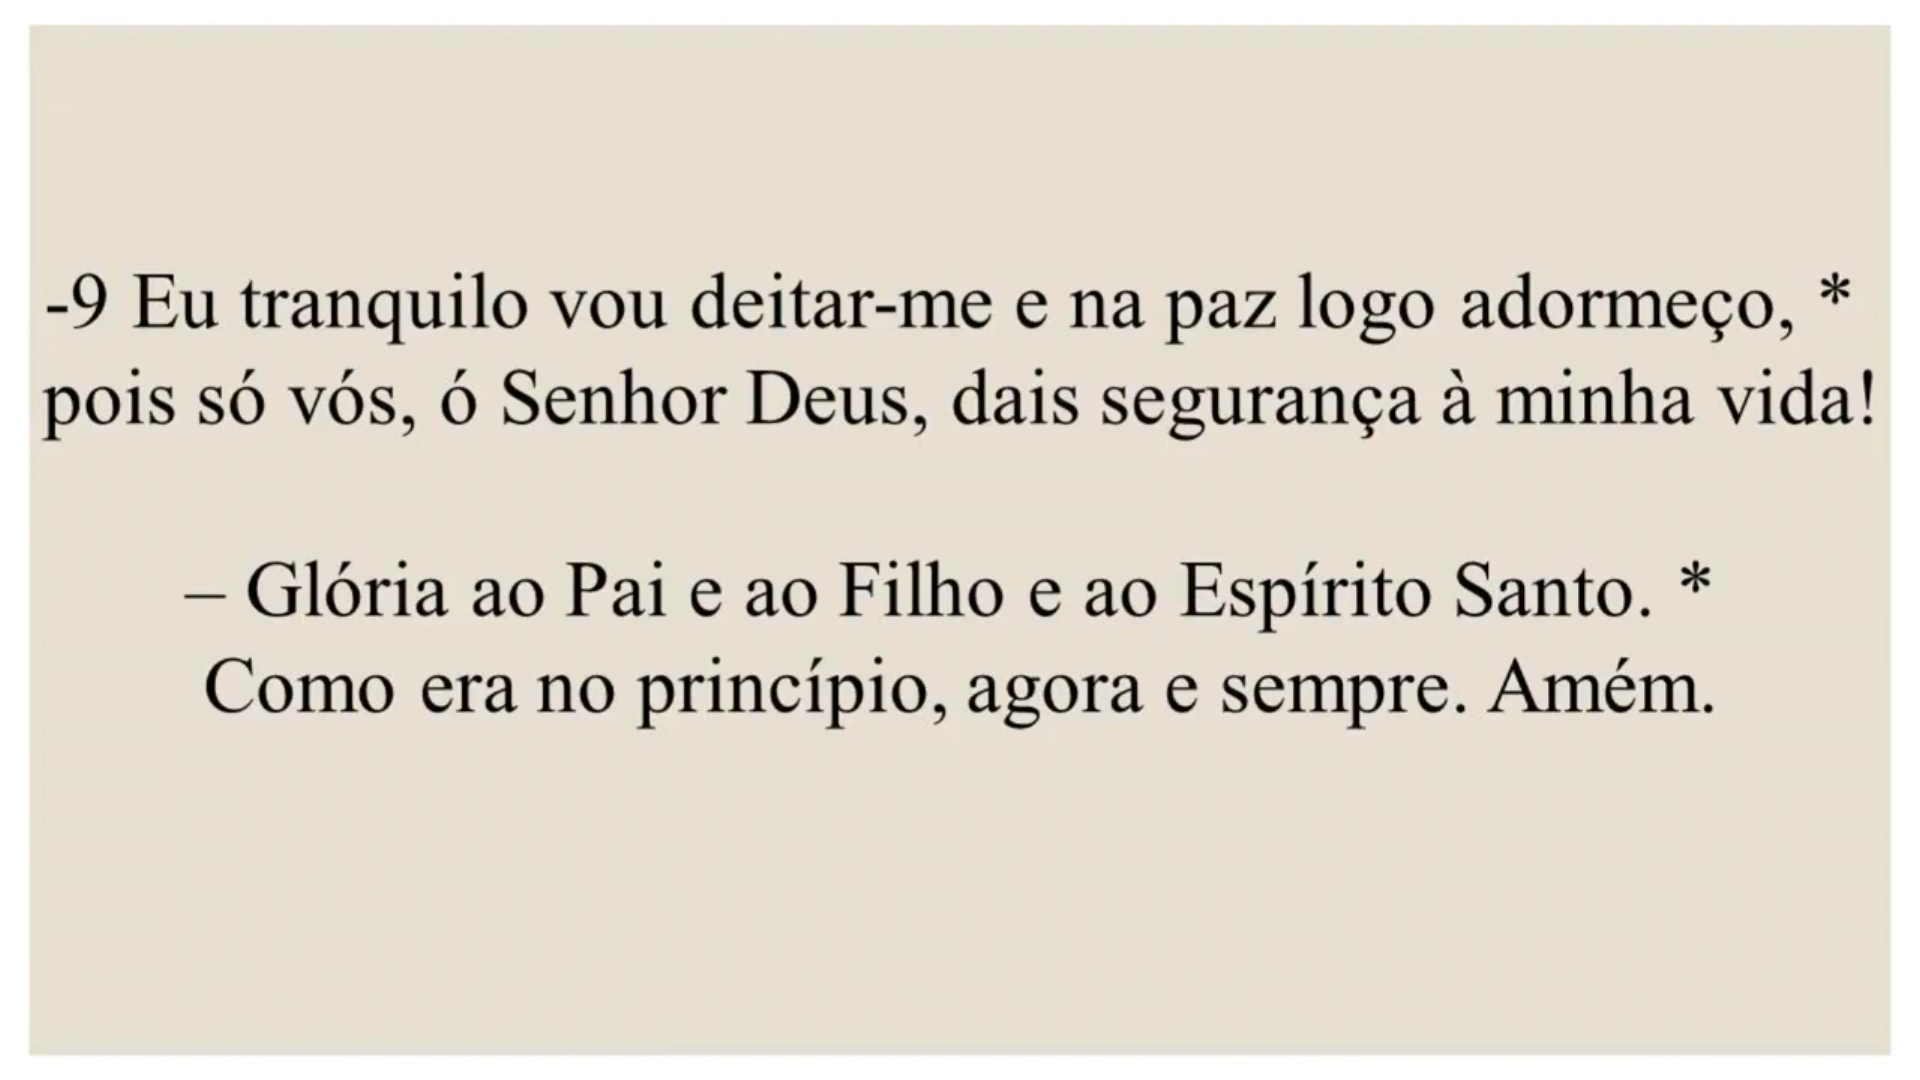 -9 Eu tranquilo vou deitar-me e na paz logo adormeço, *
pois só vós, ó Senhor Deus, dais segurança à minha vida!
– Glória ao Pai e ao Filho e ao Espírito Santo. *
Como era no princípio, agora e sempre. Amém.